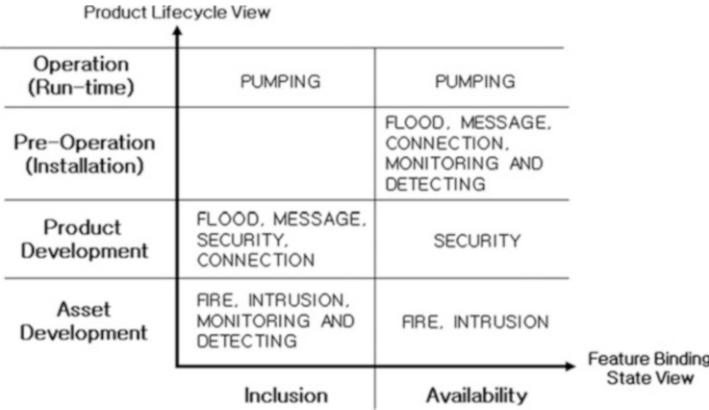 Product Lifecycle View
Operation
(Run-time)
PUMPING
PUMPING
Pre-Operation
(Installation)
FLOOD, MESSAGE,
CONNECTION,
MONITORING AND
DETECTING
Product
Development
FLOOD, MESSAGE,
SECURITY,
CONNECTION
SECURITY
Asset
Development
FIRE, INTRUSION,
MONITORING AND
DETECTING
FIRE, INTRUSION
Feature Binding
State View
Inclusion
Availability